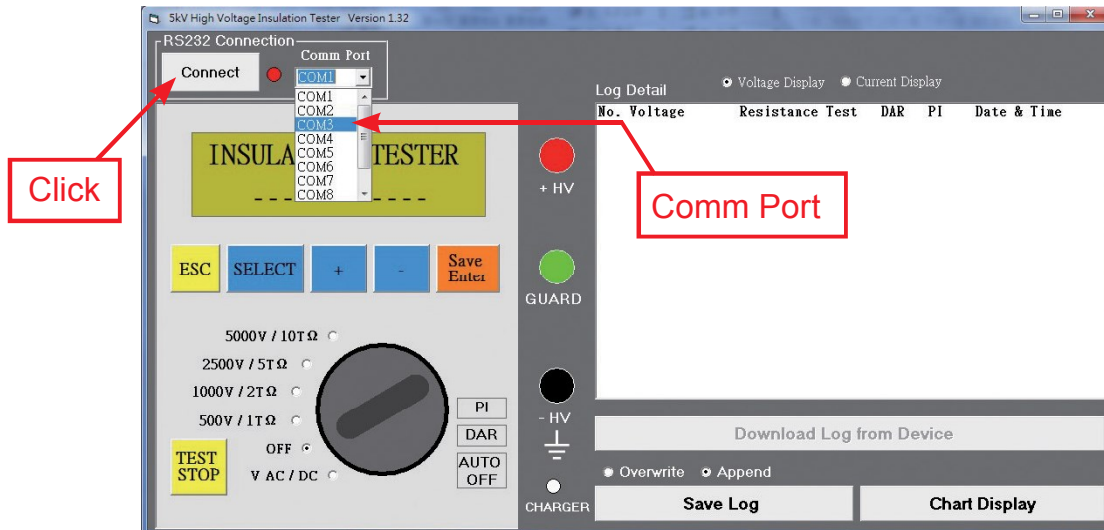 5kV High Voltage Insulation Tester Version 1.32
RS232 Connection
Comm Port
Connect
COM1
COM1
COM2
COM3
COM4
COM5
COM6
COM7
COM8
Click
Comm Port
INSULA TESTER
--- ----
ESC
SELECT
+
-
Save
Enter
5000V / 10TΩ
2500V / 5TΩ
1000V / 2TΩ
500V / 1TΩ
OFF
V AC / DC
TEST
STOP
PI
DAR
AUTO
OFF
+ HV
GUARD
- HV
CHARGER
Log Detail
Voltage Display
Current Display
No. Voltage Resistance Test DAR PI Date & Time
Download Log from Device
Overwrite
Append
Save Log
Chart Display